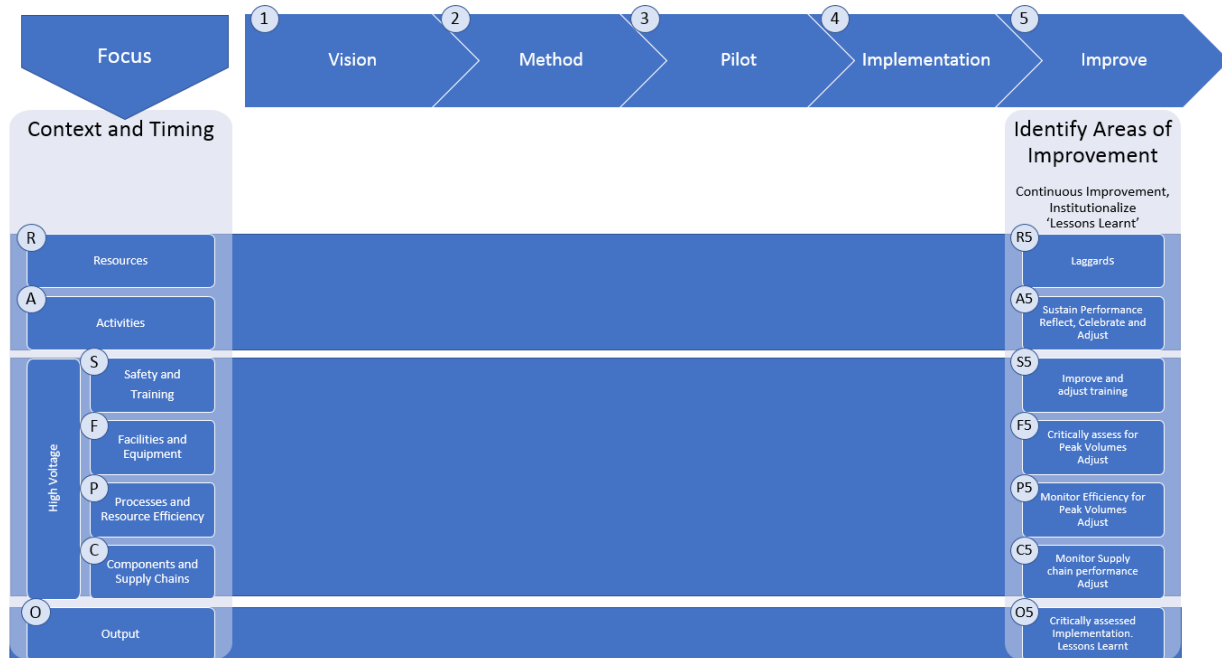 Focus
1
Vision
2
Method
3
Pilot
4
Implementation
5
Improve
Context and Timing
Identify Areas of
Improvement
Continuous Improvement,
Institutionalize
‘Lessons Learnt’
R
Resources
R5
Laggards
A
Activities
A5
Sustain Performance
Reflect, Celebrate and
Adjust
High Voltage
S
Safety and
Training
S5
Improve and
adjust training
F
Facilities and
Equipment
F5
Critically assess for
Peak Volumes
Adjust
P
Processes and
Resource Efficiency
P5
Monitor Efficiency for
Peak Volumes
Adjust
C
Components and
Supply Chains
C5
Monitor Supply
chain performance
Adjust
O
Output
O5
Critically assessed
Implementation.
Lessons Learnt